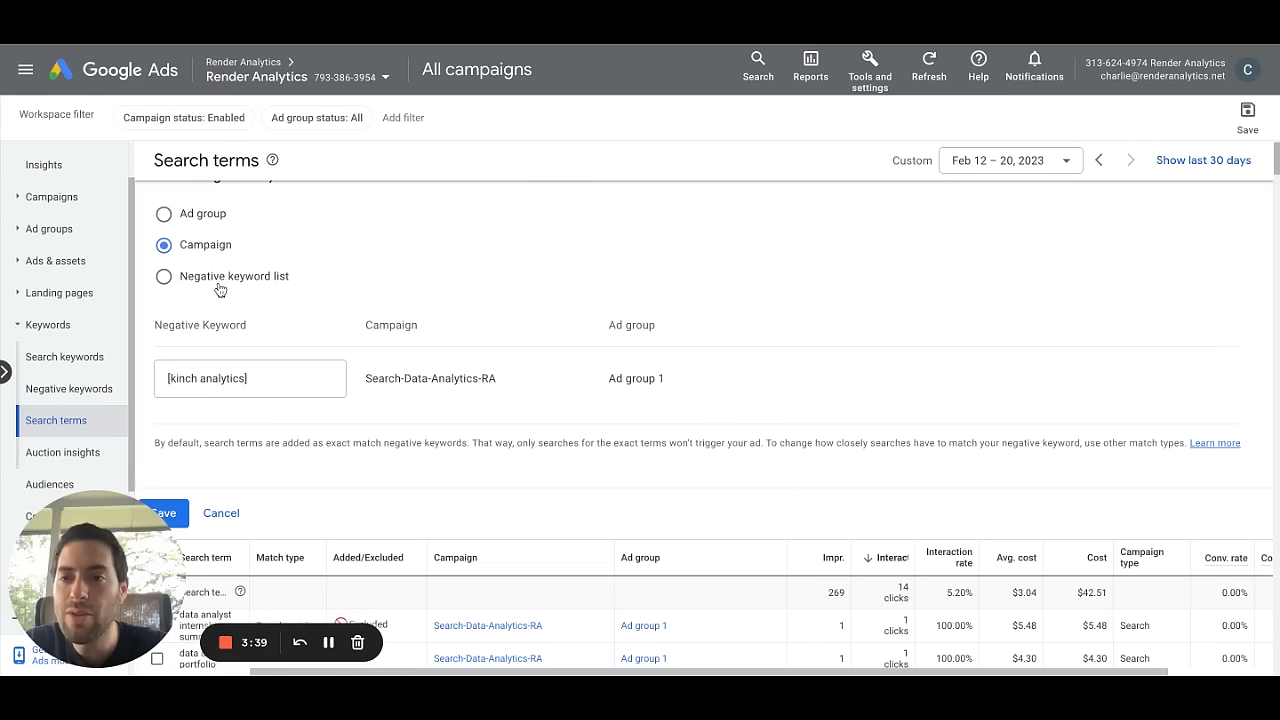 Google Ads
Render Analytics
Render Analytics 793-386-3954
All campaigns
Search
Reports
Tools and
settings
Refresh
Help
Notifications
313-624-4974 Render Analytics
charlie@renderanalytics.net
C
Workspace filter
Campaign status: Enabled
Ad group status: All
Add filter
Save
Insights
Campaigns
Ad groups
Ads & assets
Landing pages
Keywords
Search keywords
Negative keywords
Search terms
Auction insights
Audiences
Search terms
Custom
Feb 12 – 20, 2023
Show last 30 days
Ad group
Campaign
Negative keyword list
Negative Keyword Campaign Ad group
[kinch analytics] Search-Data-Analytics-RA Ad group 1
By default, search terms are added as exact match negative keywords. That way, only searches for the exact terms won't trigger your ad. To change how closely searches have to match your negative keyword, use other match types. Learn more
Save Cancel
Search term Match type Added/Excluded Campaign Ad group Impr. Interact Interaction rate Avg. cost Cost Campaign type Conv. rate Co
Search te... 269 14 clicks 5.20% $3.04 $42.51 0.00%
data analyst Excluded Search-Data-Analytics-RA Ad group 1 1 1 clicks 100.00% $5.48 $5.48 Search 0.00%
portfolio Search-Data-Analytics-RA Ad group 1 1 1 clicks 100.00% $4.30 $4.30 Search 0.00%
3:39